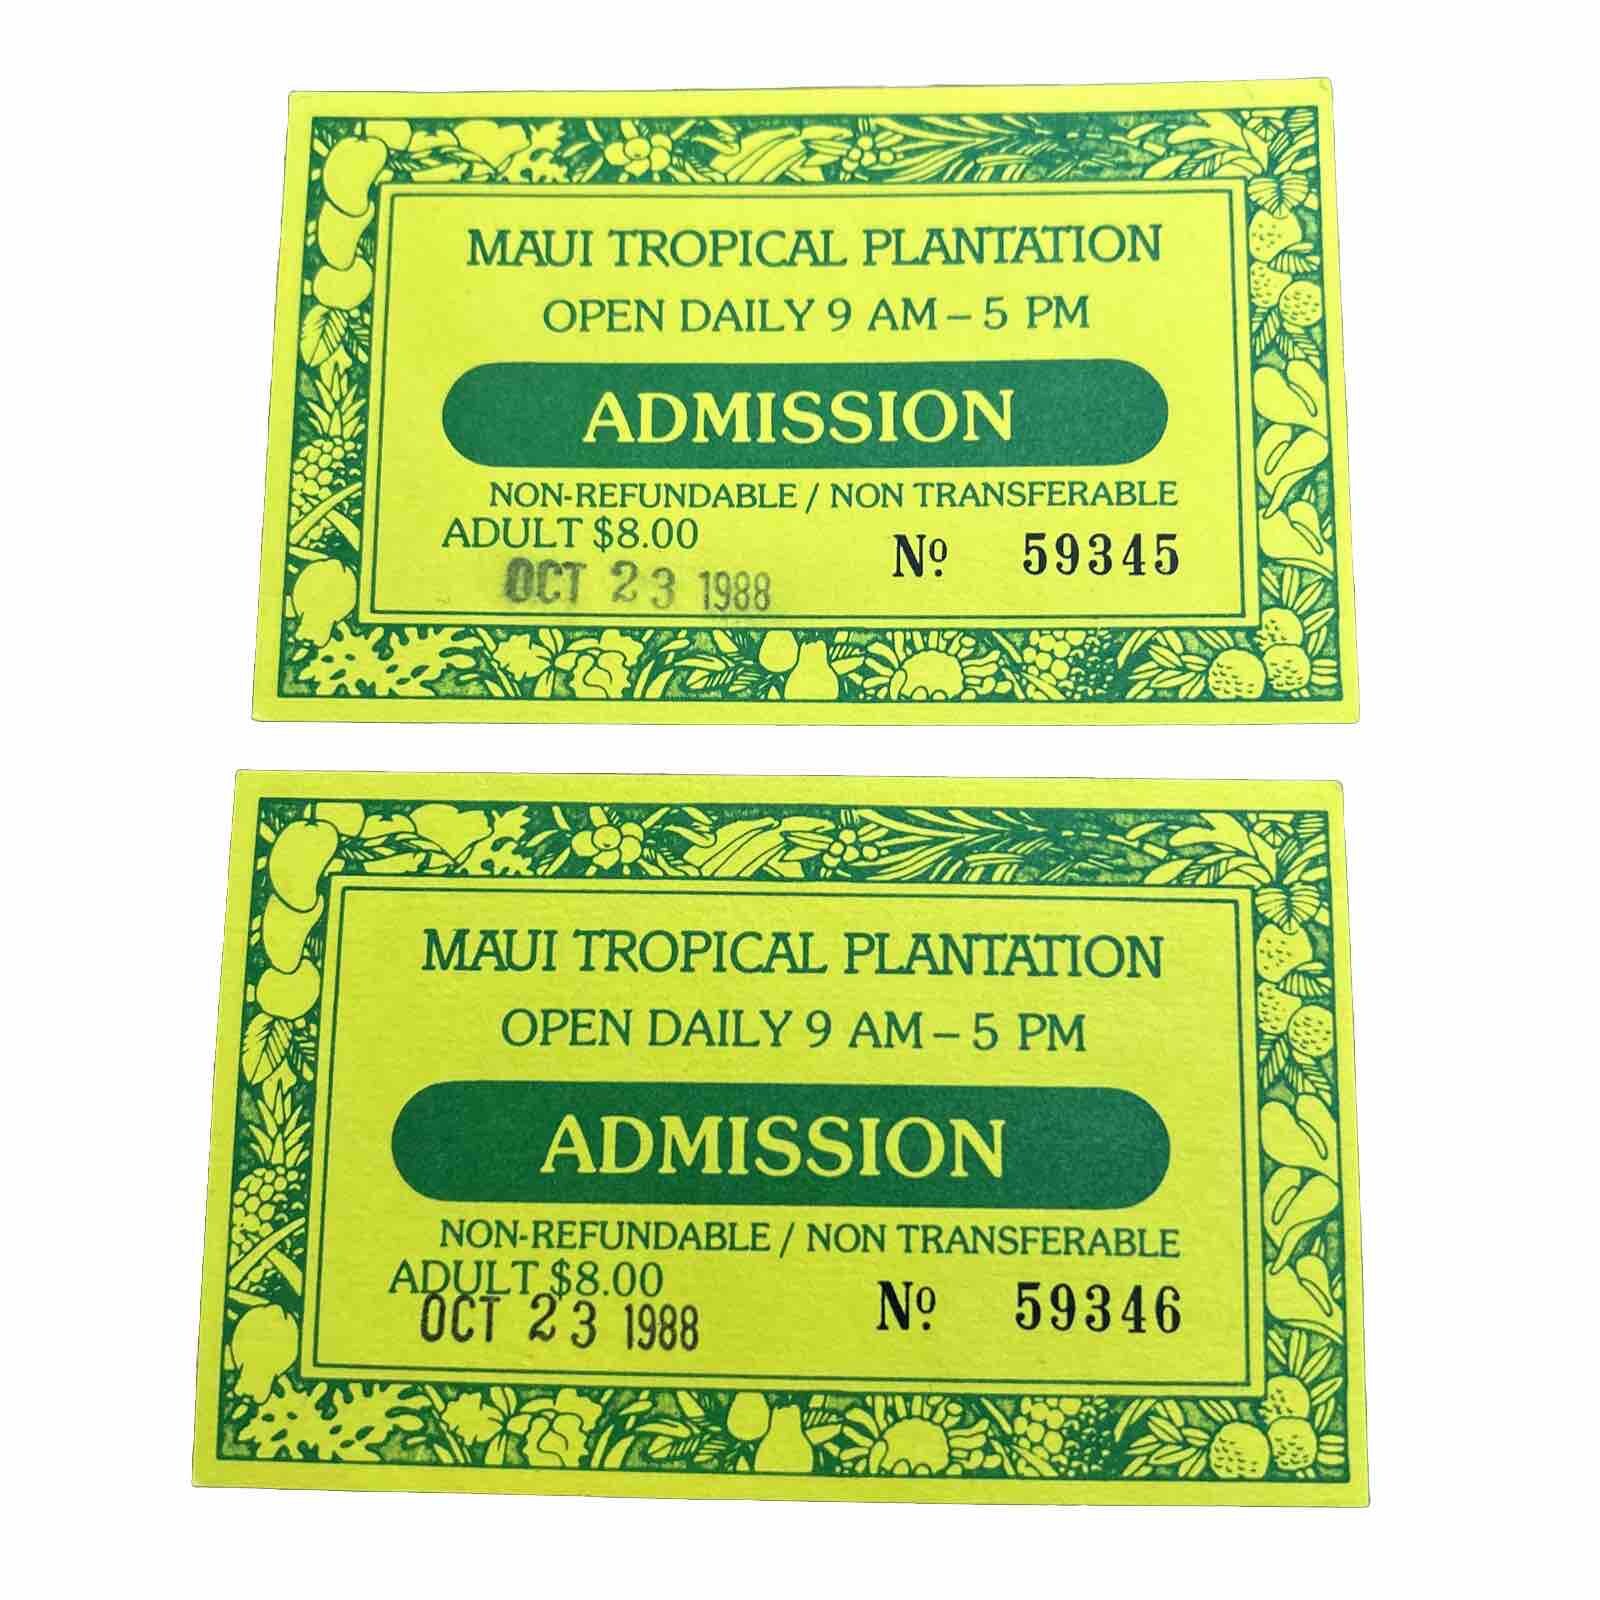 MAUI TROPICAL PLANTATION
OPEN DAILY 9 AM – 5 PM
ADMISSION
NON-REFUNDABLE / NON TRANSFERABLE
ADULT $8.00
Nº. 59345
OCT 23 1988
MAUI TROPICAL PLANTATION
OPEN DAILY 9 AM – 5 PM
ADMISSION
NON-REFUNDABLE / NON TRANSFERABLE
ADULT $8.00
Nº. 59346
OCT 23 1988